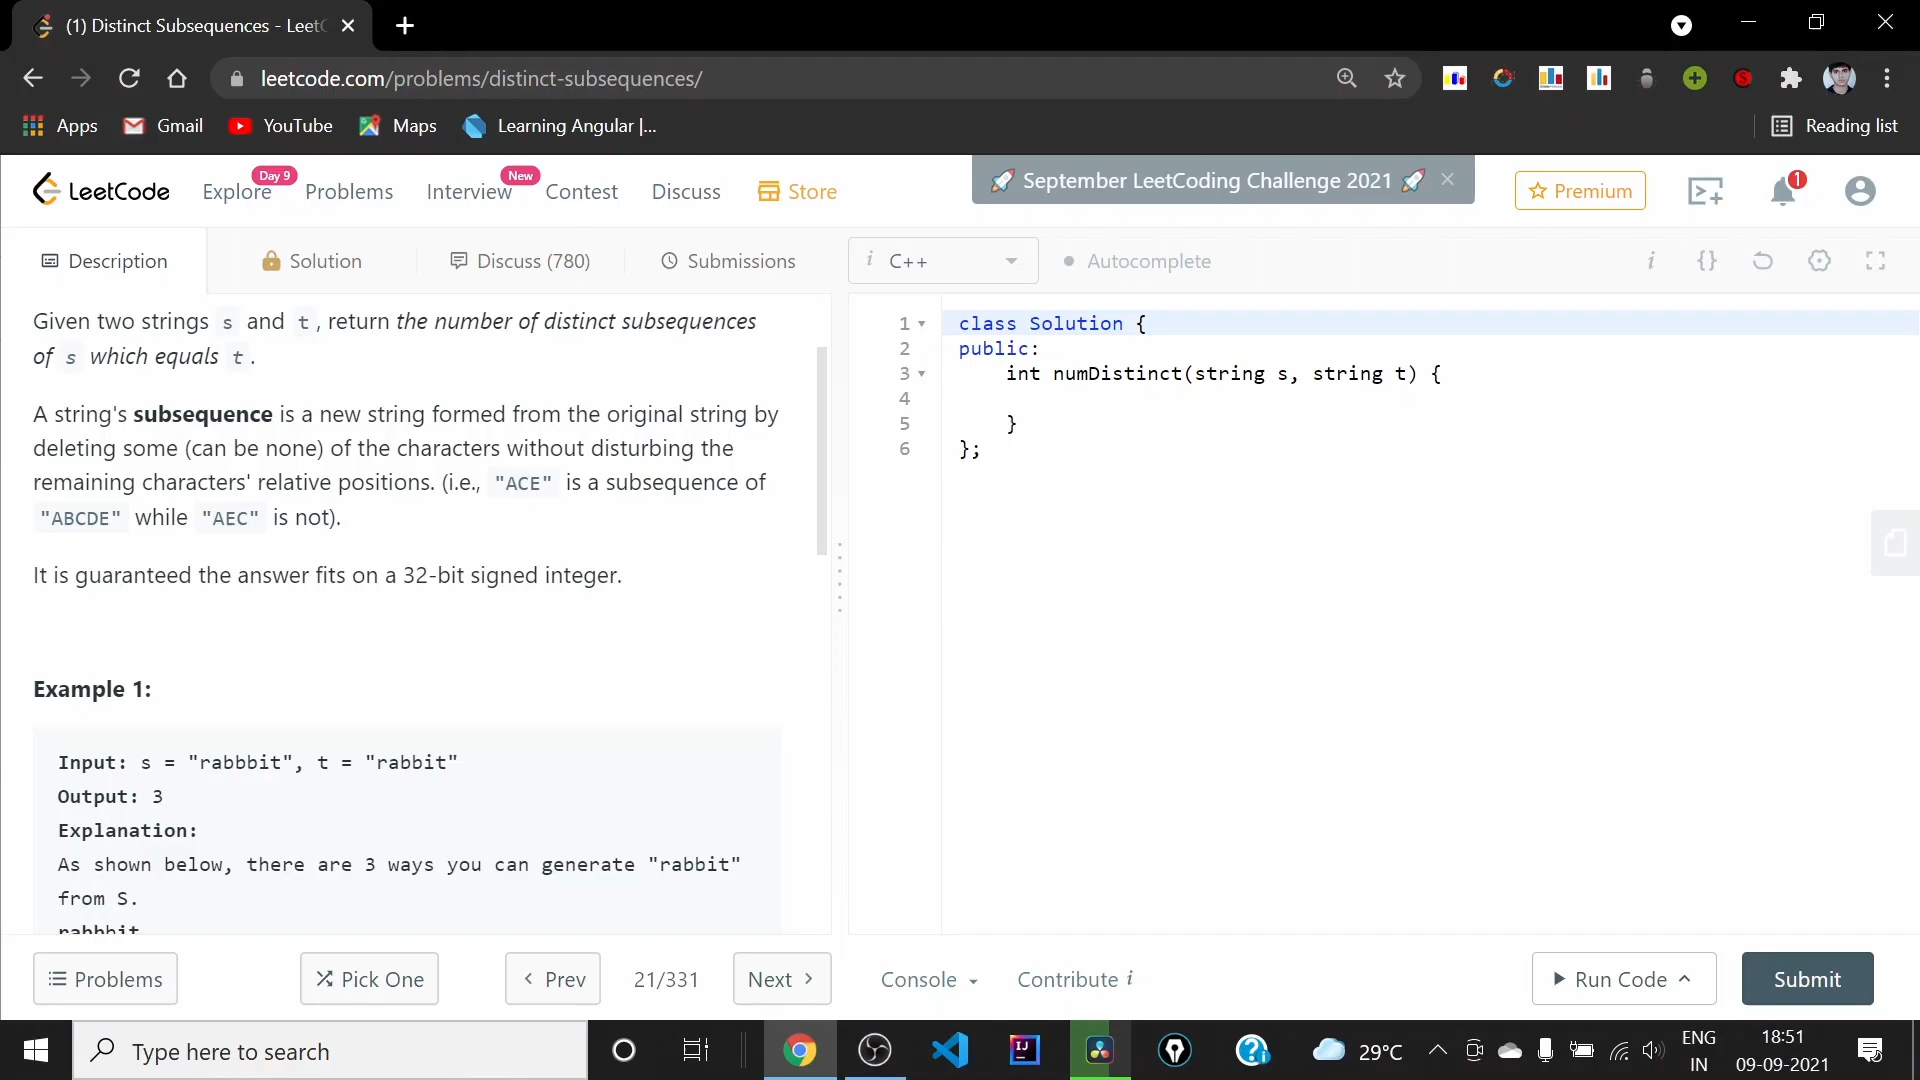 (1) Distinct Subsequences - Leet
leetcode.com/problems/distinct-subsequences/
Apps
Gmail
YouTube
Maps
Learning Angular |...
Reading list
LeetCode
Explore
Day 9
Problems
Interview
New
Contest
Discuss
Store
September LeetCoding Challenge 2021
Premium
1
Description
Solution
Discuss (780)
Submissions
i C++
Autocomplete
i {}
Given two strings s and t, return the number of distinct subsequences
of s which equals t.
A string's subsequence is a new string formed from the original string by
deleting some (can be none) of the characters without disturbing the
remaining characters' relative positions. (i.e., "ACE" is a subsequence of
"ABCDE" while "AEC" is not).
It is guaranteed the answer fits on a 32-bit signed integer.
Example 1:
Input: s = "rabbbit", t = "rabbit"
Output: 3
Explanation:
As shown below, there are 3 ways you can generate "rabbit"
from S.
rabbbit
1 class Solution {
2 public:
3 int numDistinct(string s, string t) {
4
5 }
6 };
Problems
Pick One
< Prev
21/331
Next >
Console
Contribute i
Run Code
Submit
Type here to search
29°C
ENG
IN
18:51
09-09-2021